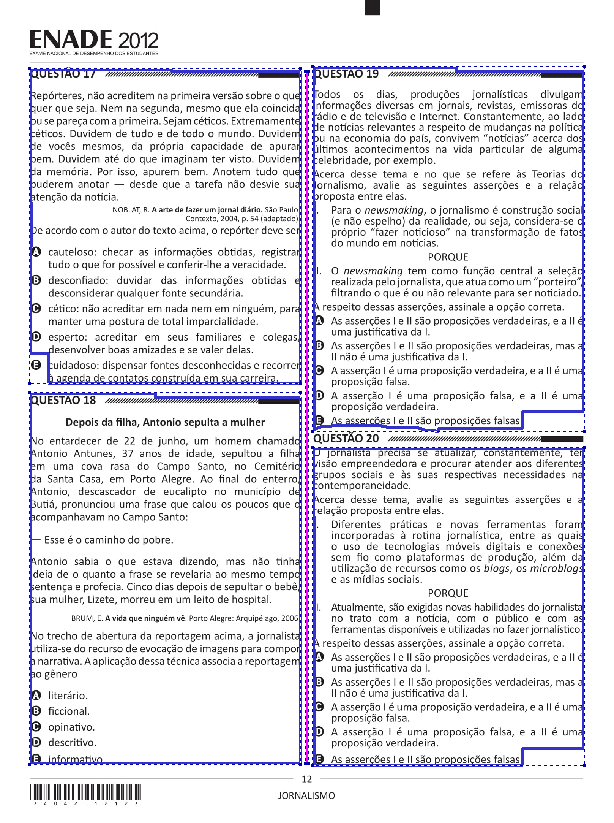 ENADE 2012
EXAME NACIONAL DE DESEMPENHO DOS ESTUDANTES
QUESTÃO 17
Repórteres, não acreditem na primeira versão sobre o que
quer que seja. Nem na segunda, mesmo que ela coincida
ou se pareça com a primeira. Sejam céticos. Extremamente
céticos. Duvidem de tudo e de todo o mundo. Duvidem
de vocês mesmos, da própria capacidade de apurar
bem. Duvidem até do que imaginam ter visto. Duvidem
da memória. Por isso, apurem bem. Anotem tudo que
puderem anotar — desde que a tarefa não desvie sua
atenção da notícia.
NOBLAT, R. A arte de fazer um jornal diário. São Paulo:
Contexto, 2004, p. 54 (adaptado).
De acordo com o autor do texto acima, o repórter deve ser
A cauteloso: checar as informações obtidas, registrar
tudo o que for possível e conferir-lhe a veracidade.
B desconfiado: duvidar das informações obtidas e
desconsiderar qualquer fonte secundária.
C cético: não acreditar em nada nem em ninguém, para
manter uma postura de total imparcialidade.
D esperto: acreditar em seus familiares e colegas,
desenvolver boas amizades e se valer delas.
E cuidadoso: dispensar fontes desconhecidas e recorrer
à agenda de contatos construída em sua carreira.
QUESTÃO 18
Depois da filha, Antonio sepulta a mulher
No entardecer de 22 de junho, um homem chamado
Antonio Antunes, 37 anos de idade, sepultou a filha
em uma cova rasa do Campo Santo, no Cemitério
da Santa Casa, em Porto Alegre. Ao final do enterro,
Antonio, descascador de eucalipto no município de
Butiá, pronunciou uma frase que calou os poucos que o
acompanhavam no Campo Santo:
— Esse é o caminho do pobre.
Antonio sabia o que estava dizendo, mas não tinha
ideia de o quanto a frase se revelaria ao mesmo tempo
sentença e profecia. Cinco dias depois de sepultar o bebê,
sua mulher, Lizete, morreu em um leito de hospital.
BRUM, E. A vida que ninguém vê. Porto Alegre: Arquipélago, 2006.
No trecho de abertura da reportagem acima, a jornalista
utiliza-se do recurso de evocação de imagens para compor
a narrativa. A aplicação dessa técnica associa a reportagem
ao gênero
A literário.
B ficcional.
C opinativo.
D descritivo.
E informativo
QUESTÃO 19
Todos os dias, produções jornalísticas divulgam
informações diversas em jornais, revistas, emissoras de
rádio e de televisão e Internet. Constantemente, ao lado
de notícias relevantes a respeito de mudanças na política
ou na economia do país, convivem “notícias” acerca dos
últimos acontecimentos na vida particular de alguma
celebridade, por exemplo.
Acerca desse tema e no que se refere às Teorias do
Jornalismo, avalie as seguintes asserções e a relação
proposta entre elas.
I. Para o newsmaking, o jornalismo é construção social
(e não espelho) da realidade, ou seja, considera-se o
próprio “fazer noticioso” na transformação de fatos
do mundo em notícias.
PORQUE
II. O newsmaking tem como função central a seleção
realizada pelo jornalista, que atua como um “porteiro”,
filtrando o que é ou não relevante para ser noticiado.
A respeito dessas asserções, assinale a opção correta.
A As asserções I e II são proposições verdadeiras, e a II é
uma justificativa da I.
B As asserções I e II são proposições verdadeiras, mas a
II não é uma justificativa da I.
C A asserção I é uma proposição verdadeira, e a II é uma
proposição falsa.
D A asserção I é uma proposição falsa, e a II é uma
proposição verdadeira.
E As asserções I e II são proposições falsas
QUESTÃO 20
O jornalista precisa se atualizar, constantemente, ter
visão empreendedora e procurar atender aos diferentes
grupos sociais e às suas respectivas necessidades na
contemporaneidade.
Acerca desse tema, avalie as seguintes asserções e a
relação proposta entre elas.
I. Diferentes práticas e novas ferramentas foram
incorporadas à rotina jornalística, entre as quais
o uso de tecnologias móveis digitais e conexões
sem fio como plataformas de produção, além da
utilização de recursos como os blogs, os microblogs
e as mídias sociais.
PORQUE
II. Atualmente, são exigidas novas habilidades do jornalista
no trato com a notícia, com o público e com as
ferramentas disponíveis e utilizadas no fazer jornalístico.
A respeito dessas asserções, assinale a opção correta.
A As asserções I e II são proposições verdadeiras, e a II é
uma justificativa da I.
B As asserções I e II são proposições verdadeiras, mas a
II não é uma justificativa da I.
C A asserção I é uma proposição verdadeira, e a II é uma
proposição falsa.
D A asserção I é uma proposição falsa, e a II é uma
proposição verdadeira.
E As asserções I e II são proposições falsas
12
JORNALISMO